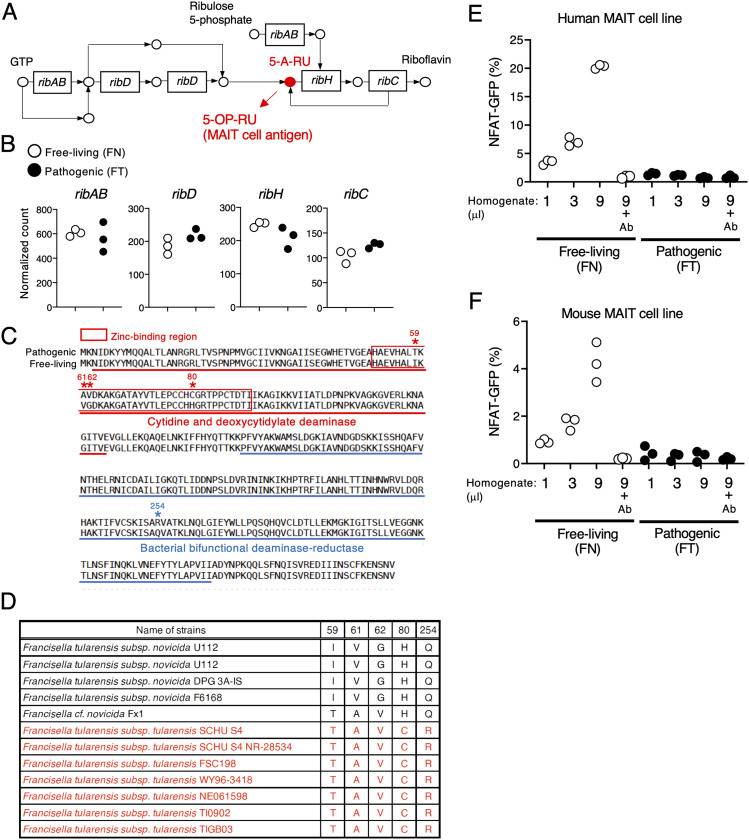 A
GTP
ribAB
ribD
ribD
Ribulose
5-phosphate
ribAB
5-A-RU
ribH
ribC
Riboflavin
5-OP-RU
(MAIT cell antigen)
B
Free-living (FN)
Pathogenic (FT)
Normalized count
ribAB
800
600
400
200
0
ribD
300
200
100
0
ribH
300
200
100
0
ribC
200
150
100
50
0
C
Zinc-binding region
59
*
Pathogenic MKNIDKYYMQQALTLANRGRLTVSPNPMVGCIIVKNGAIISEGWHETVGEAHAEVHALTK
Free-living MKNIDKYYMQQALTLANRGRLTVSPNPMVGCIIVKNGAIISEGWHETVGEAHAEVHALIK
61 62 80
** *
AVDKAKGATAYVTLEPCCHCGRTPPCTDTIIKAGIKKVIIATLDPNPKVAGKGVERLKNA
VGDKAKGATAYVTLEPCCHHGRTPPCTDTIIKAGIKKVIIATLDPNPKVAGKGVERLKNA
Cytidine and deoxycytidylate deaminase
GITVEVGLLEKQAQELNKIFFHYQTTKKPFVYAKWAMSLDGKIAVNDGDSKKISSHQAFV
GITVEVGLLEKQAQELNKIFFHYQTTKKPFVYAKWAMSLDGKIAVNDGDSKKISSHQAFV
NTHELRNICDAILIGKQTLIDDNPSLDVRININKIKHPTRFILANHLTTINHNWRVLDQR
NTHELRNICDAILIGKQTLIDDNPSLDVRININKIKHPTRFILANHLTTINHNWRVLDQR
254
*
HAKTIFVCSKISARVATKLNQLGIEYWLLPQSQHQVCLDTLLEKMGKIGITSLLVEGGNK
HAKTIFVCSKISAQVATKLNQLGIEYWLLPQSQHQVCLDTLLEKMGKIGITSLLVEGGNK
Bacterial bifunctional deaminase-reductase
TLNSFINQKLVNEFYTYLAPVIIADYNPKQQLSFNQISVREDIIINSCFKENSNV
TLNSFINQKLVNEFYTYLAPVIIADYNPKQQLSFNQISVREDIIINSCFKENSNV
D
Name of strains 59 61 62 80 254
Francisella tularensis subsp. novicida U112 I V G H Q
Francisella tularensis subsp. novicida U112 I V G H Q
Francisella tularensis subsp. novicida DPG 3A-IS I V G H Q
Francisella tularensis subsp. novicida F6168 I V G H Q
Francisella cf. novicida Fx1 T A V H Q
Francisella tularensis subsp. tularensis SCHU S4 T A V C R
Francisella tularensis subsp. tularensis SCHU S4 NR-28534 T A V C R
Francisella tularensis subsp. tularensis FSC198 T A V C R
Francisella tularensis subsp. tularensis WY96-3418 T A V C R
Francisella tularensis subsp. tularensis NE061598 T A V C R
Francisella tularensis subsp. tularensis TI0902 T A V C R
Francisella tularensis subsp. tularensis TIGB03 T A V C R
E
Human MAIT cell line
NFAT-GFP (%)
25
20
15
10
5
0
Homogenate: 1 3 9 9 1 3 9 9
(μl) + +
Ab Ab
Free-living
(FN)
Pathogenic
(FT)
F
Mouse MAIT cell line
NFAT-GFP (%)
6
4
2
0
Homogenate: 1 3 9 9 1 3 9 9
(μl) + +
Ab Ab
Free-living
(FN)
Pathogenic
(FT)